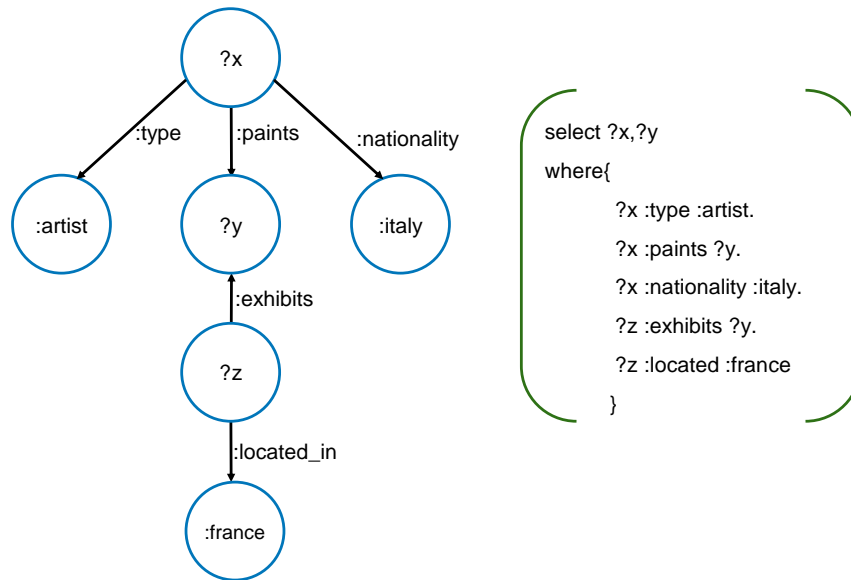 ?x
:type
:paints
:nationality
:artist
?y
:italy
:exhibits
?z
:located_in
:france
select ?x,?y
where{
?x :type :artist.
?x :paints ?y.
?x :nationality :italy.
?z :exhibits ?y.
?z :located :france
}